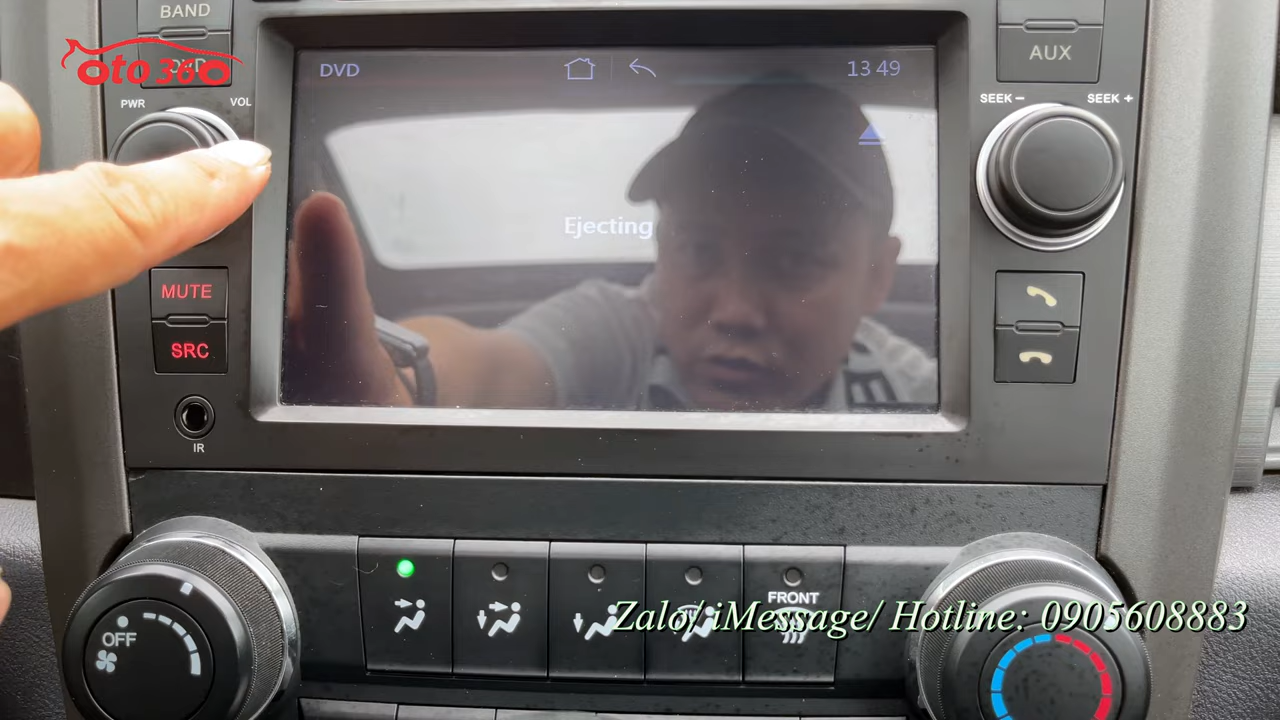 BAND
oto360
DVD
PWR
VOL
MUTE
SRC
IR
DVD
13 49
Ejecting
AUX
SEEK –
SEEK +
OFF
FRONT
Zalo/ iMessage/ Hotline: 0905608883